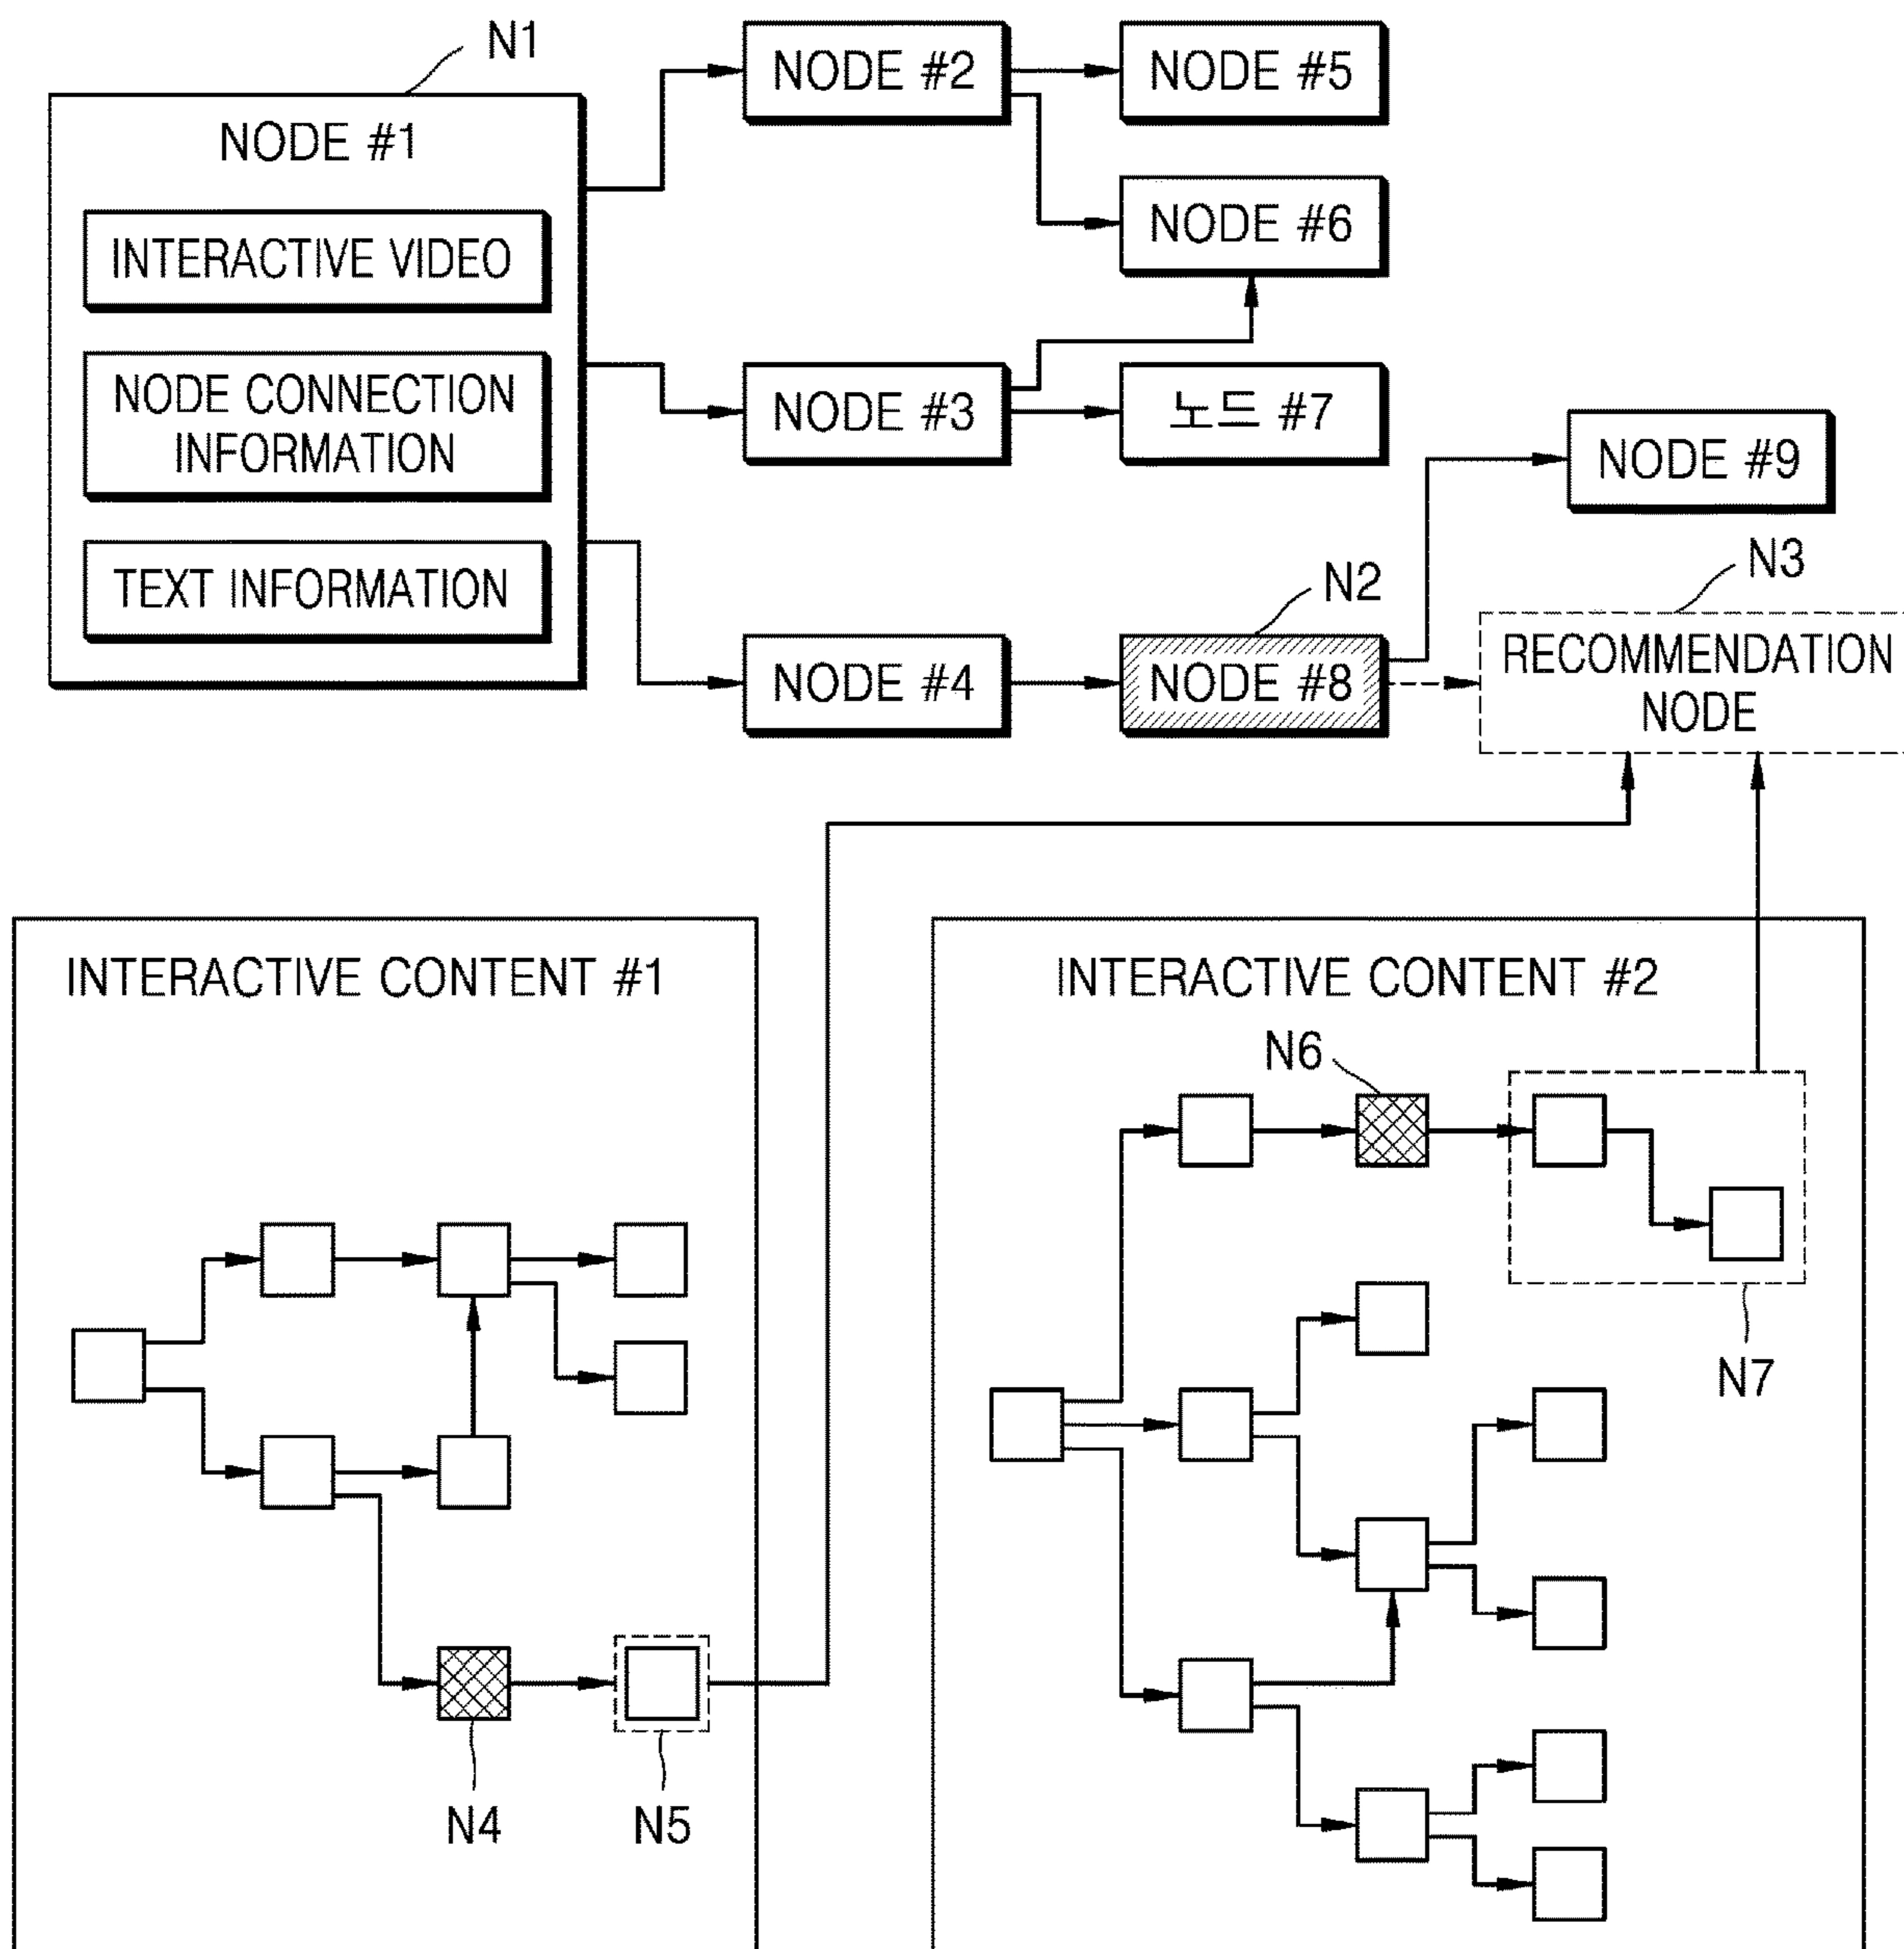 N1
NODE #1
INTERACTIVE VIDEO
NODE CONNECTION
INFORMATION
TEXT INFORMATION
NODE #2
NODE #5
NODE #6
NODE #3
노드 #7
NODE #9
NODE #4
N2
NODE #8
N3
RECOMMENDATION
NODE
INTERACTIVE CONTENT #1
N4
N5
INTERACTIVE CONTENT #2
N6
N7